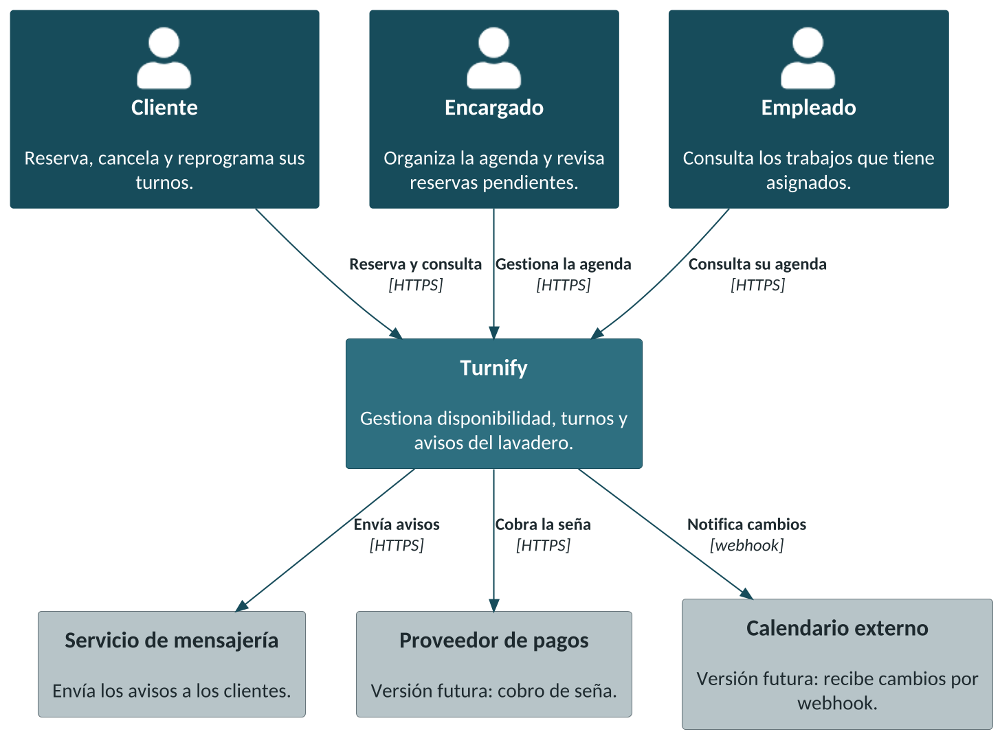 Cliente
Reserva, cancela y reprograma sus
turnos.
Encargado
Organiza la agenda y revisa
reservas pendientes.
Empleado
Consulta los trabajos que tiene
asignados.
Reserva y consulta
[HTTPS]
Gestiona la agenda
[HTTPS]
Consulta su agenda
[HTTPS]
Turnify
Gestiona disponibilidad, turnos y
avisos del lavadero.
Envía avisos
[HTTPS]
Cobra la seña
[HTTPS]
Notifica cambios
[webhook]
Servicio de mensajería
Envía los avisos a los clientes.
Proveedor de pagos
Versión futura: cobro de seña.
Calendario externo
Versión futura: recibe cambios por
webhook.